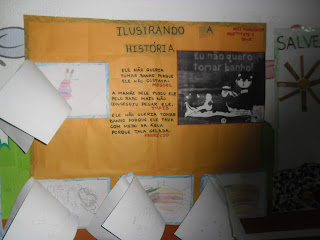 ILUSTRANDO A
HISTÓRIA
ELE NÃO QUERIA
TOMAR BANHO PORQUE
ELE NÃO GOSTAVA.
A MAMÃE DELE PUXOU ELE
PELO RABO MAIS NÃO
CONSEGUIU PEGAR ELE.
ELE NÃO QUERIA TOMAR
BANHO PORQUE ELE TAVA
COM MEDO DA ÁGUA
PORQUE TAVA GELADA.
Eu não quero
tomar banho!
SALVE